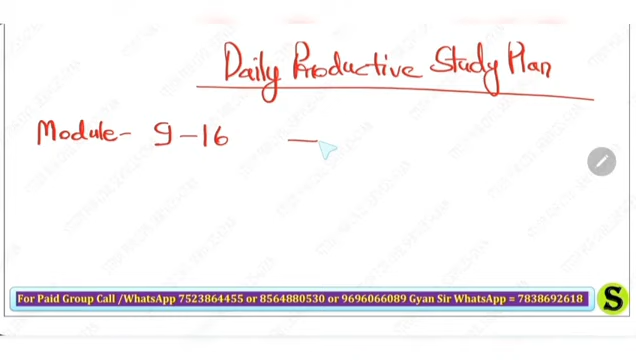 Daily Productive Study Plan
Module - 9 - 16 —
For Paid Group Call /WhatsApp 7523864455 or 8564880530 or 9696066089 Gyan Sir WhatsApp = 7838692618
S